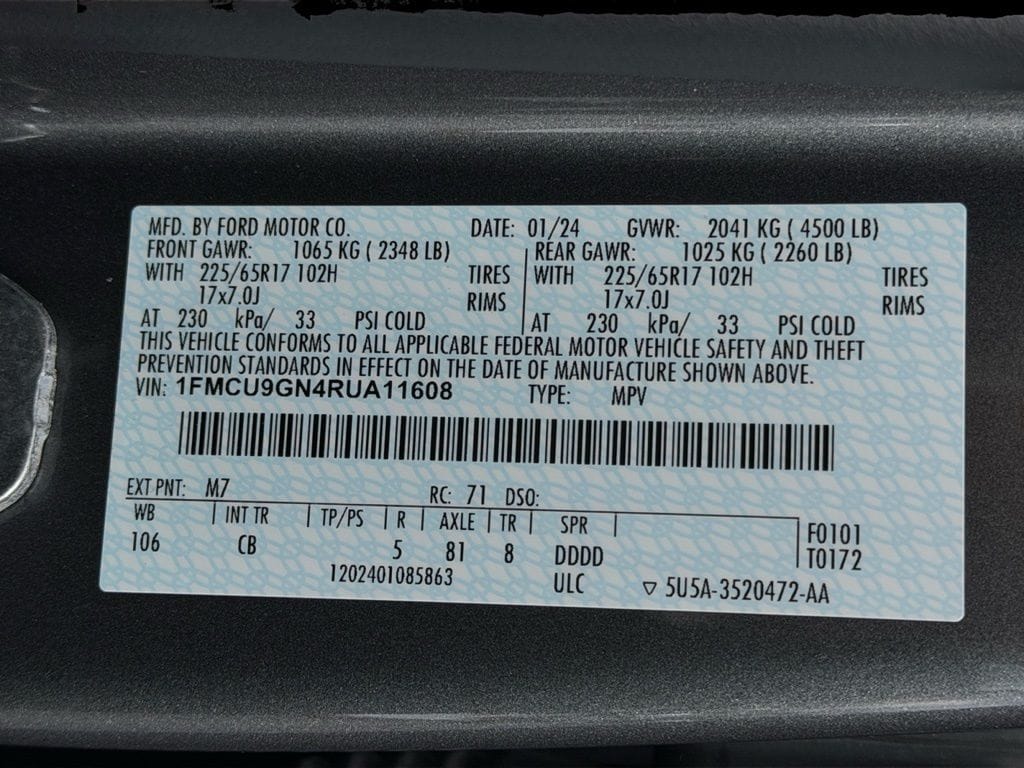 MFD. BY FORD MOTOR CO. DATE: 01/24 GVWR: 2041 KG ( 4500 LB)
FRONT GAWR: 1065 KG ( 2348 LB) REAR GAWR: 1025 KG ( 2260 LB)
WITH 225/65R17 102H TIRES WITH 225/65R17 102H TIRES
17x7.0J RIMS 17x7.0J RIMS
AT 230 kPa/ 33 PSI COLD AT 230 kPa/ 33 PSI COLD
THIS VEHICLE CONFORMS TO ALL APPLICABLE FEDERAL MOTOR VEHICLE SAFETY AND THEFT
PREVENTION STANDARDS IN EFFECT ON THE DATE OF MANUFACTURE SHOWN ABOVE.
VIN: 1FMCU9GN4RUA11608 TYPE: MPV
EXT PNT: M7 RC: 71 DSO:
WB INT TR TP/PS R AXLE TR SPR F0101
106 CB 5 81 8 DDDD T0172
1202401085863 ULC ▽ 5U5A-3520472-AA